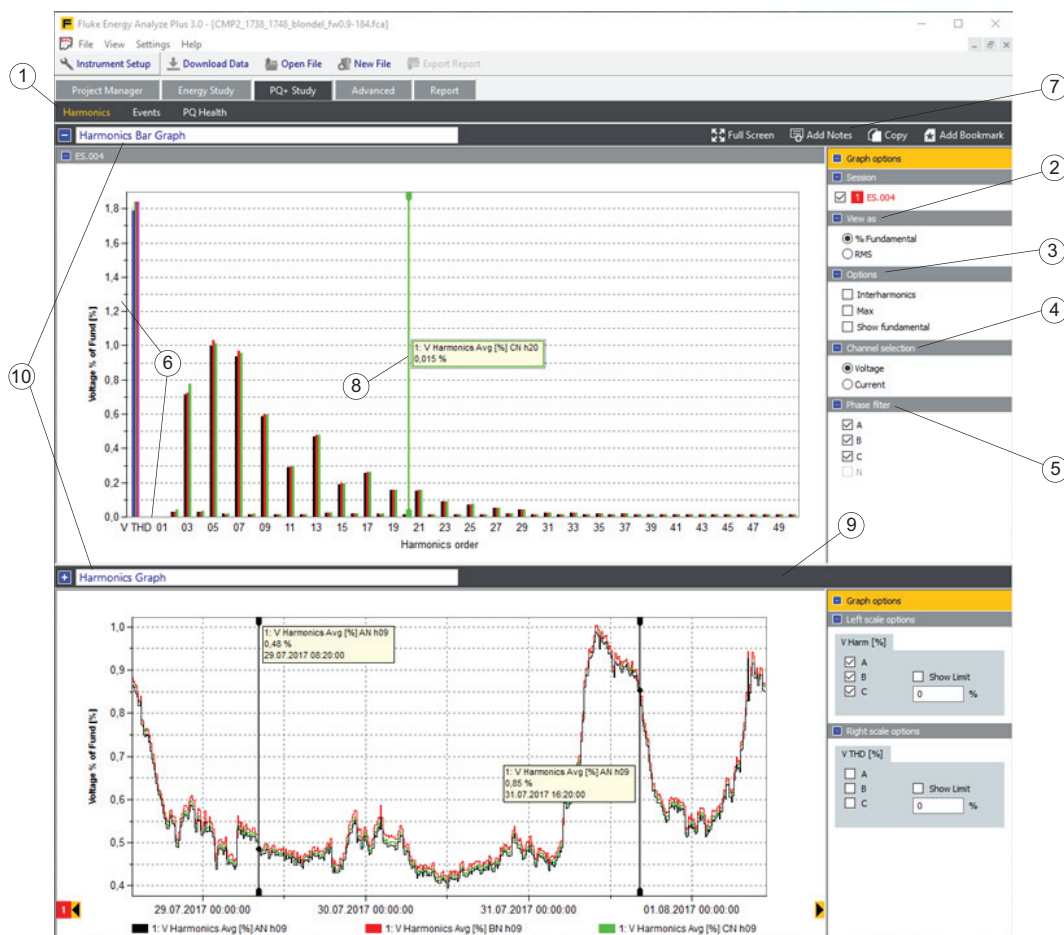 Fluke Energy Analyze Plus 3.0 - [CMP2_1738_1748_blondel_fw0.9-184.fca]
File View Settings Help
Instrument Setup Download Data Open File New File Export Report
1
Project Manager Energy Study PQ+ Study Advanced Report
7
Harmonics Events PQ Health
Harmonics Bar Graph Full Screen Add Notes Copy Add Bookmark
ES.004
Graph options
Session
1 ES.004
2
View as
% Fundamental
RMS
3
Options
Interharmonics
Max
Show fundamental
4
Channel selection
Voltage
Current
Phase filter
A
B
C
N
5
Voltage % of Fund [%]
1,8
1,6
1,4
1,2
1,0
0,8
0,6
0,4
0,2
0,0
6
10
8
1: V Harmonics Avg [%] CN h20
0,015 %
V THD 01 03 05 07 09 11 13 15 17 19 21 23 25 27 29 31 33 35 37 39 41 43 45 47 49
Harmonics order
9
Harmonics Graph
Graph options
Left scale options
V Harm [%]
A
B Show Limit
C 0 %
Right scale options
V THD [%]
A
B Show Limit
C 0 %
Voltage % of Fund [%]
1,0
0,9
0,8
0,7
0,6
0,5
0,4
1: V Harmonics Avg [%] AN h09
0,48 %
29.07.2017 08:20:00
1: V Harmonics Avg [%] AN h09
0,85 %
31.07.2017 16:20:00
1
29.07.2017 00:00:00 30.07.2017 00:00:00 31.07.2017 00:00:00 01.08.2017 00:00:00
1: V Harmonics Avg [%] AN h09 1: V Harmonics Avg [%] BN h09 1: V Harmonics Avg [%] CN h09